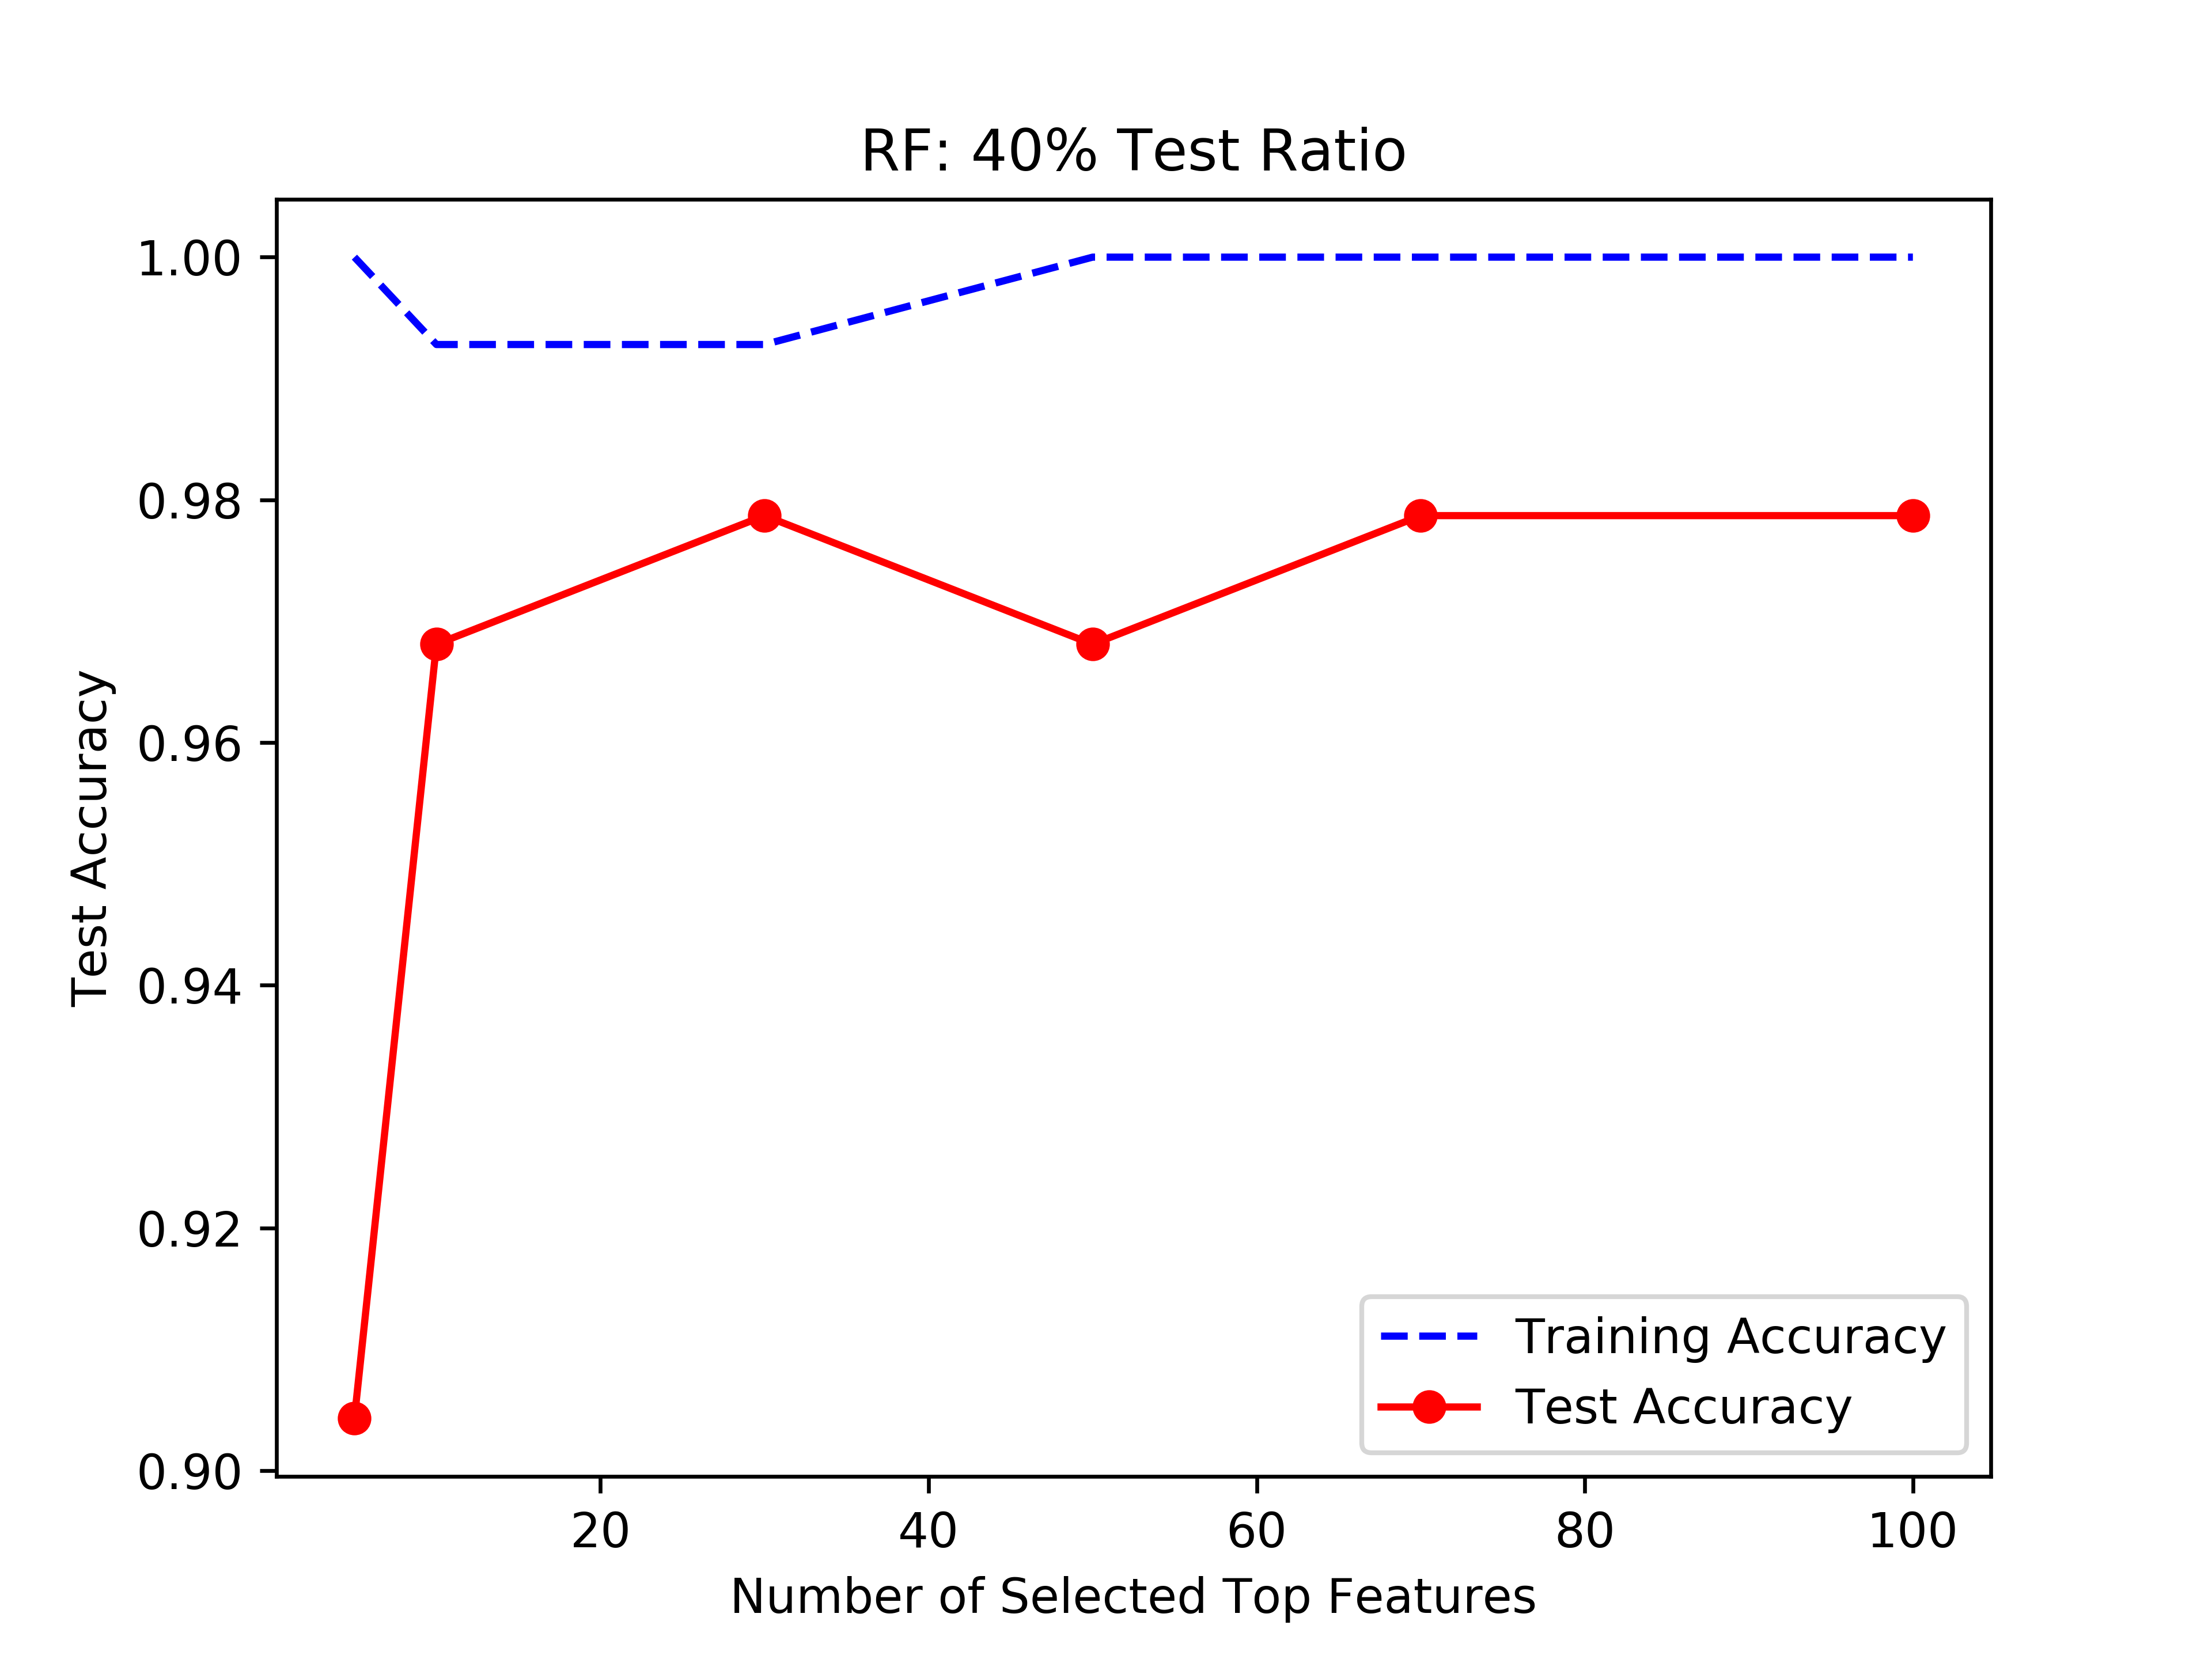 RF: 40% Test Ratio
1.00
0.98
0.96
0.94
0.92
0.90
Test Accuracy
Training Accuracy
Test Accuracy
20 40 60 80 100
Number of Selected Top Features